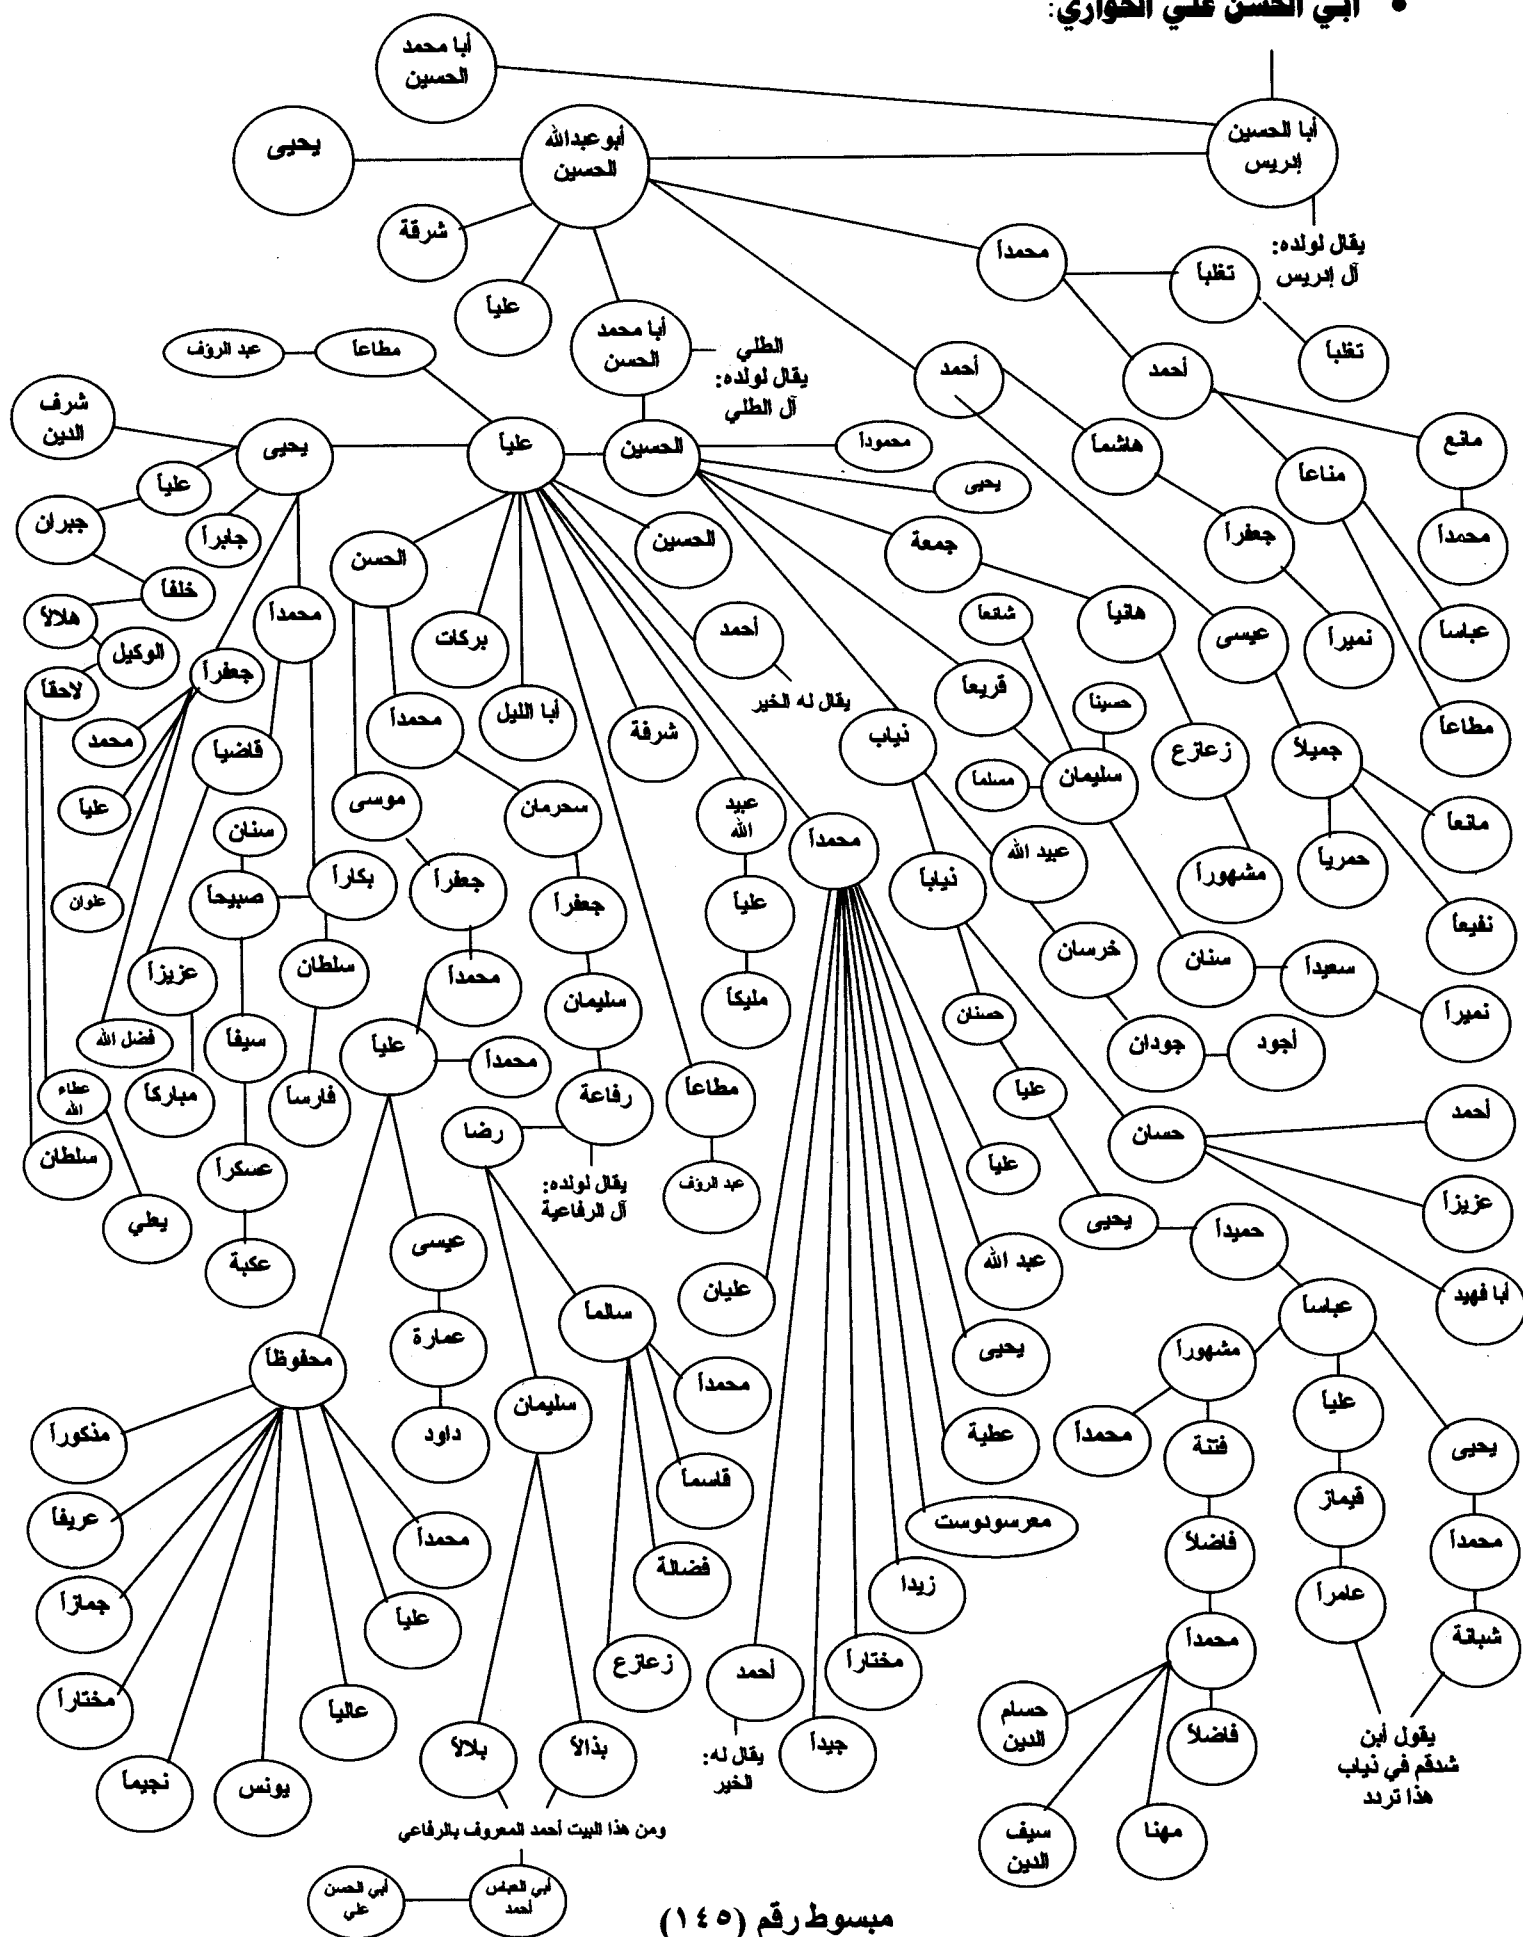 • أبي الحسن علي الحواري:
أبا محمد
الحسين
أبا الحسين
إدريس
أبو عبدالله
الحسين
يحيى
شرفة
علياً
محمداً
تغلباً
يقال لولده:
آل إدريس
تغلباً
أبا محمد
الحسن
الطلي
يقال لولده:
آل الطلي
أحمد
أحمد
مطاعاً
عبد الرؤف
شرف
الدين
يحيى
علياً
الحسين
محموداً
يحيى
هاشماً
مناعاً
مانع
علياً
جبران
جابراً
الحسن
الحسين
جمعة
جعفراً
محمداً
خلفاً
هلالاً
محمداً
الوكيل
لاحقاً
جعفراً
بركات
أحمد
يقال له الخير
شائعاً
هانياً
عيسى
نميراً
عباساً
محمد
قاضياً
محمداً
أبا الليل
شرفة
ذياب
قريعاً
حسيناً
سليمان
مسلماً
زعازع
جميلاً
مطاعاً
علياً
سنان
موسى
سحرمان
عبيد
الله
محمداً
عبيد الله
مشهوراً
حمرياً
مانعاً
علوان
صبيحاً
بكاراً
جعفراً
جعفراً
علياً
ذياباً
خرسان
سنان
سعيداً
نفيعاً
عزيزاً
سلطان
محمداً
سليمان
مليكاً
حسنان
جودان
أجود
نميراً
فضل الله
سيفاً
علياً
محمداً
عطاء
الله
مباركاً
فارساً
رفاعة
مطاعاً
علياً
حسان
أحمد
سلطان
عسكراً
رضا
يقال لولده:
آل الرفاعية
عبد الرؤف
علياً
يحيى
حميداً
عزيزاً
يعلي
عكبة
عيسى
عليان
عبد الله
أبا فهيد
محفوظاً
عمارة
سالماً
يحيى
مشهوراً
عباساً
مذكوراً
داود
سليمان
محمداً
عطية
محمداً
فتنة
علياً
يحيى
عريفاً
محمداً
قاسماً
معرسودوست
فاضلاً
قيماز
محمداً
جمازاً
علياً
فضالة
زيدا
محمداً
عامراً
شبانة
مختاراً
عالياً
زعازع
أحمد
مختاراً
حسام
الدين
فاضلاً
نجيماً
يونس
بلالاً
بذالاً
يقال له:
الخير
جيداً
يقول أبن
شدقم في ذياب
هذا تردد
سيف
الدين
مهنا
ومن هذا البيت أحمد المعروف بالرفاعي
أبي العباس
أحمد
أبي الحسن
علي
مبسوط رقم (١٤٥)